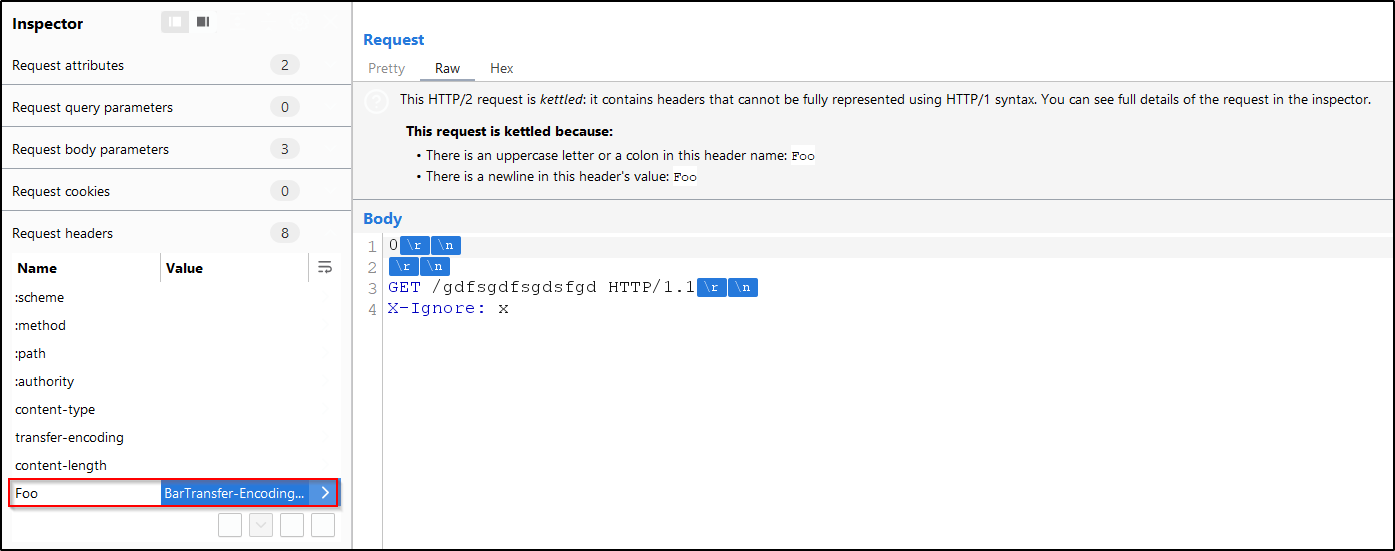 Inspector
Request attributes 2
Request query parameters 0
Request body parameters 3
Request cookies 0
Request headers 8
Name Value
:scheme
:method
:path
:authority
content-type
transfer-encoding
content-length
Foo BarTransfer-Encoding...
Request
Pretty Raw Hex
? This HTTP/2 request is kettled: it contains headers that cannot be fully represented using HTTP/1 syntax. You can see full details of the request in the inspector.
This request is kettled because:
• There is an uppercase letter or a colon in this header name: Foo
• There is a newline in this header's value: Foo
Body
1 0\r\n
2 \r\n
3 GET /gdfsgdfsgdsfgd HTTP/1.1\r\n
4 X-Ignore: x